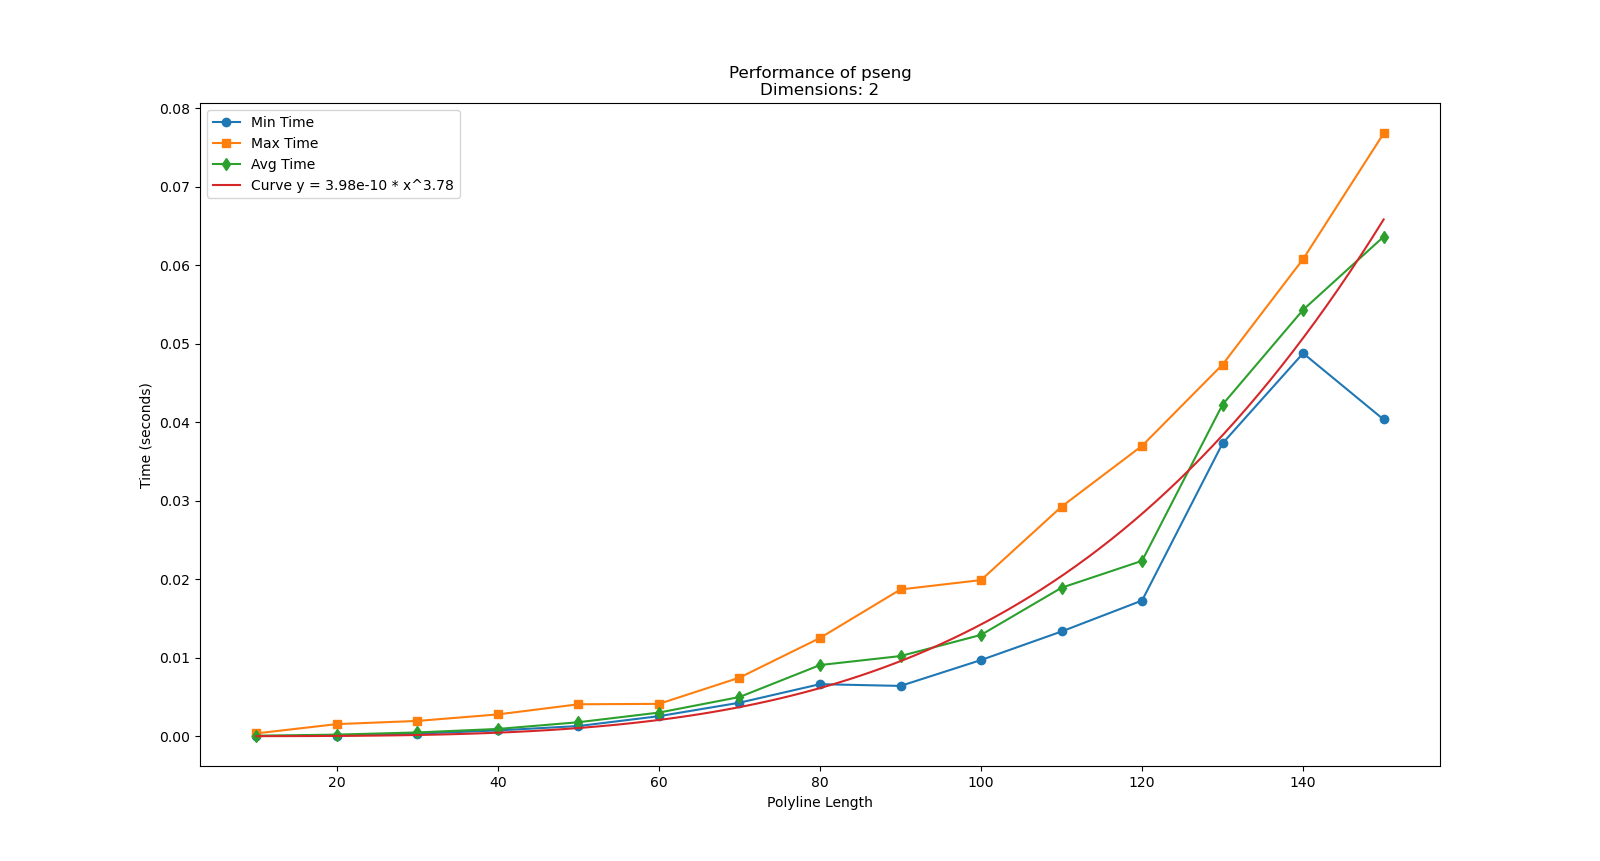 Performance of pseng
Dimensions: 2
Min Time
Max Time
Avg Time
Curve y = 3.98e-10 * x^3.78
0.08
0.07
0.06
0.05
0.04
0.03
0.02
0.01
0.00
Time (seconds)
20 40 60 80 100 120 140
Polyline Length